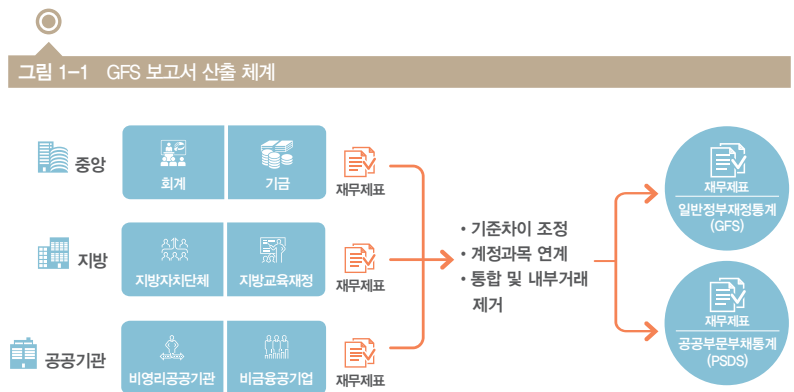 그림 1-1 GFS 보고서 산출 체계
중앙
회계
기금
재무제표
지방
지방자치단체
지방교육재정
재무제표
공공기관
비영리공공기관
비금융공기업
재무제표
• 기준차이 조정
• 계정과목 연계
• 통합 및 내부거래
제거
재무제표
일반정부재정통계
(GFS)
재무제표
공공부문부채통계
(PSDS)